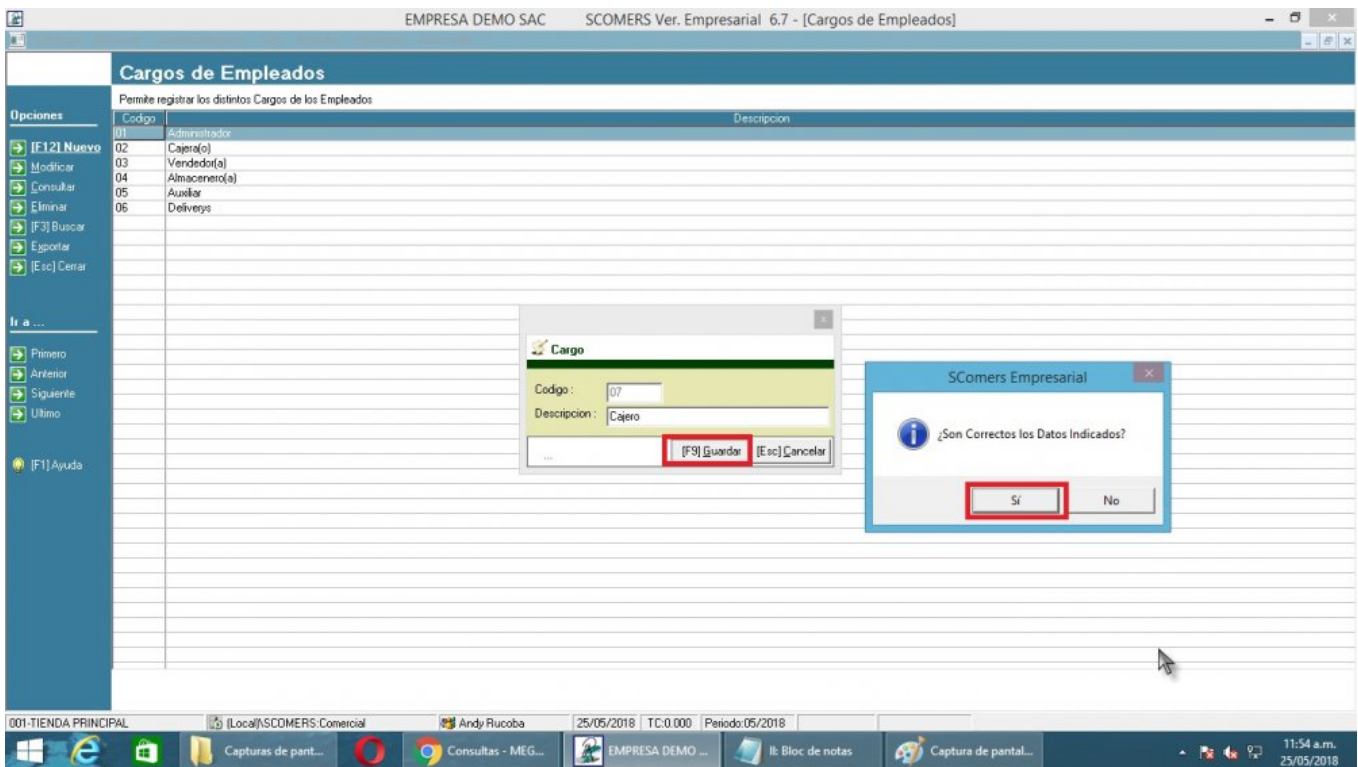 EMPRESA DEMO SAC SCOMERS Ver. Empresarial 6.7 - [Cargos de Empleados]
Cargos de Empleados
Permite registrar los distintos Cargos de los Empleados
Opciones
[F12] Nuevo
Modificar
Consultar
Eliminar
[F3] Buscar
Exportar
[Esc] Cerrar
Ir a ...
Primero
Anterior
Siguiente
Ultimo
[F1] Ayuda
Codigo Descripcion
01 Administrador
02 Cajera(o)
03 Vendedor(a)
04 Almacenero(a)
05 Auxiliar
06 Deliverys
Cargo
Codigo : 07
Descripcion : Cajero
... [F9] Guardar [Esc] Cancelar
SComers Empresarial
¿Son Correctos los Datos Indicados?
Sí No
001-TIENDA PRINCIPAL (Local)\SCOMERS:Comercial Andy Rucoba 25/05/2018 TC:0.000 Periodo:05/2018
Capturas de pant... Consultas - MEG... EMPRESA DEMO ... II: Bloc de notas Captura de pantal... 11:54 a.m.
25/05/2018